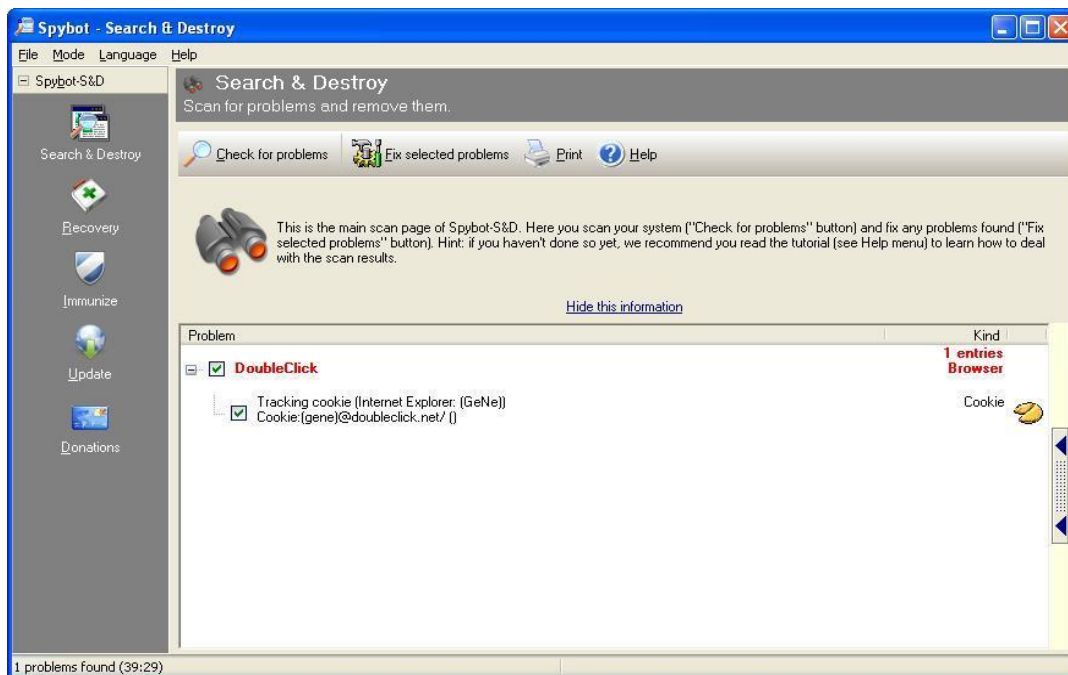 Spybot - Search & Destroy
File Mode Language Help
Spybot-S&D
Search & Destroy
Scan for problems and remove them.
Search & Destroy
Recovery
Immunize
Update
Donations
Check for problems Fix selected problems Print Help
This is the main scan page of Spybot-S&D. Here you scan your system ("Check for problems" button) and fix any problems found ("Fix
selected problems" button). Hint: if you haven't done so yet, we recommend you read the tutorial (see Help menu) to learn how to deal
with the scan results.
Hide this information
Problem Kind
DoubleClick 1 entries
Browser
Tracking cookie (Internet Explorer: (GeNe)) Cookie
Cookie:(gene)@doubleclick.net/ ()
1 problems found (39:29)